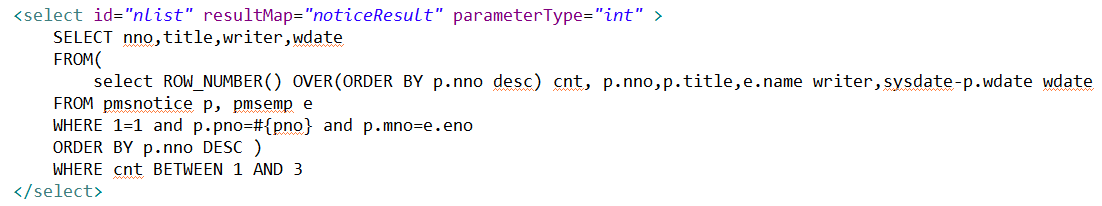 <select id="nlist" resultMap="noticeResult" parameterType="int" >
SELECT nno,title,writer,wdate
FROM(
select ROW_NUMBER() OVER(ORDER BY p.nno desc) cnt, p.nno,p.title,e.name writer,sysdate-p.wdate wdate
FROM pmsnotice p, pmsemp e
WHERE 1=1 and p.pno=#{pno} and p.mno=e.eno
ORDER BY p.nno DESC )
WHERE cnt BETWEEN 1 AND 3
</select>